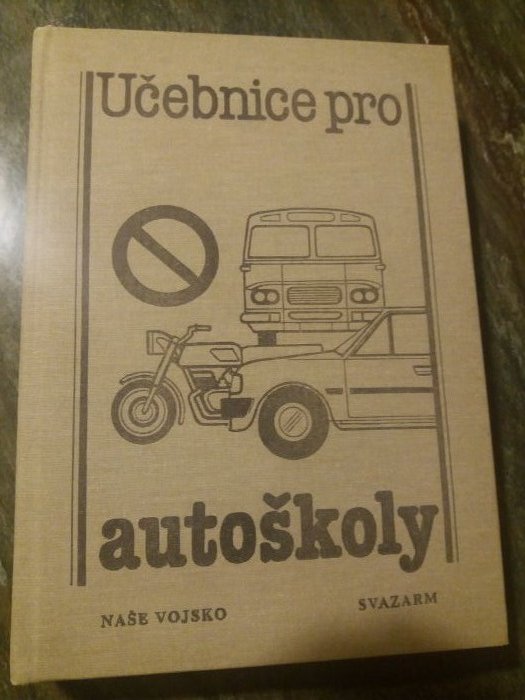 Učebnice pro
autoškoly
NAŠE VOJSKO
SVAZARM